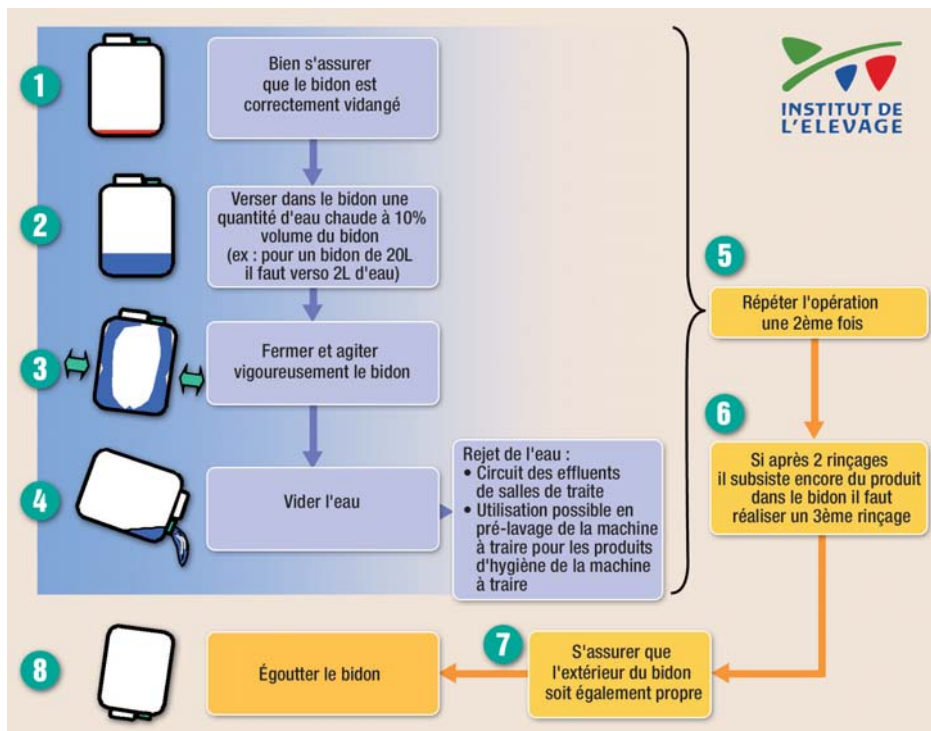 1
Bien s'assurer
que le bidon est
correctement vidangé
2
Verser dans le bidon une
quantité d'eau chaude à 10%
volume du bidon
(ex : pour un bidon de 20L
il faut verso 2L d'eau)
3
Fermer et agiter
vigoureusement le bidon
4
Vider l'eau
Rejet de l'eau :
• Circuit des effluents
de salles de traite
• Utilisation possible en
pré-lavage de la machine
à traire pour les produits
d'hygiène de la machine
à traire
INSTITUT DE
L'ELEVAGE
5
Répéter l'opération
une 2ème fois
6
Si après 2 rinçages
il subsiste encore du produit
dans le bidon il faut
réaliser un 3ème rinçage
7
S'assurer que
l'extérieur du bidon
soit également propre
8
Égoutter le bidon